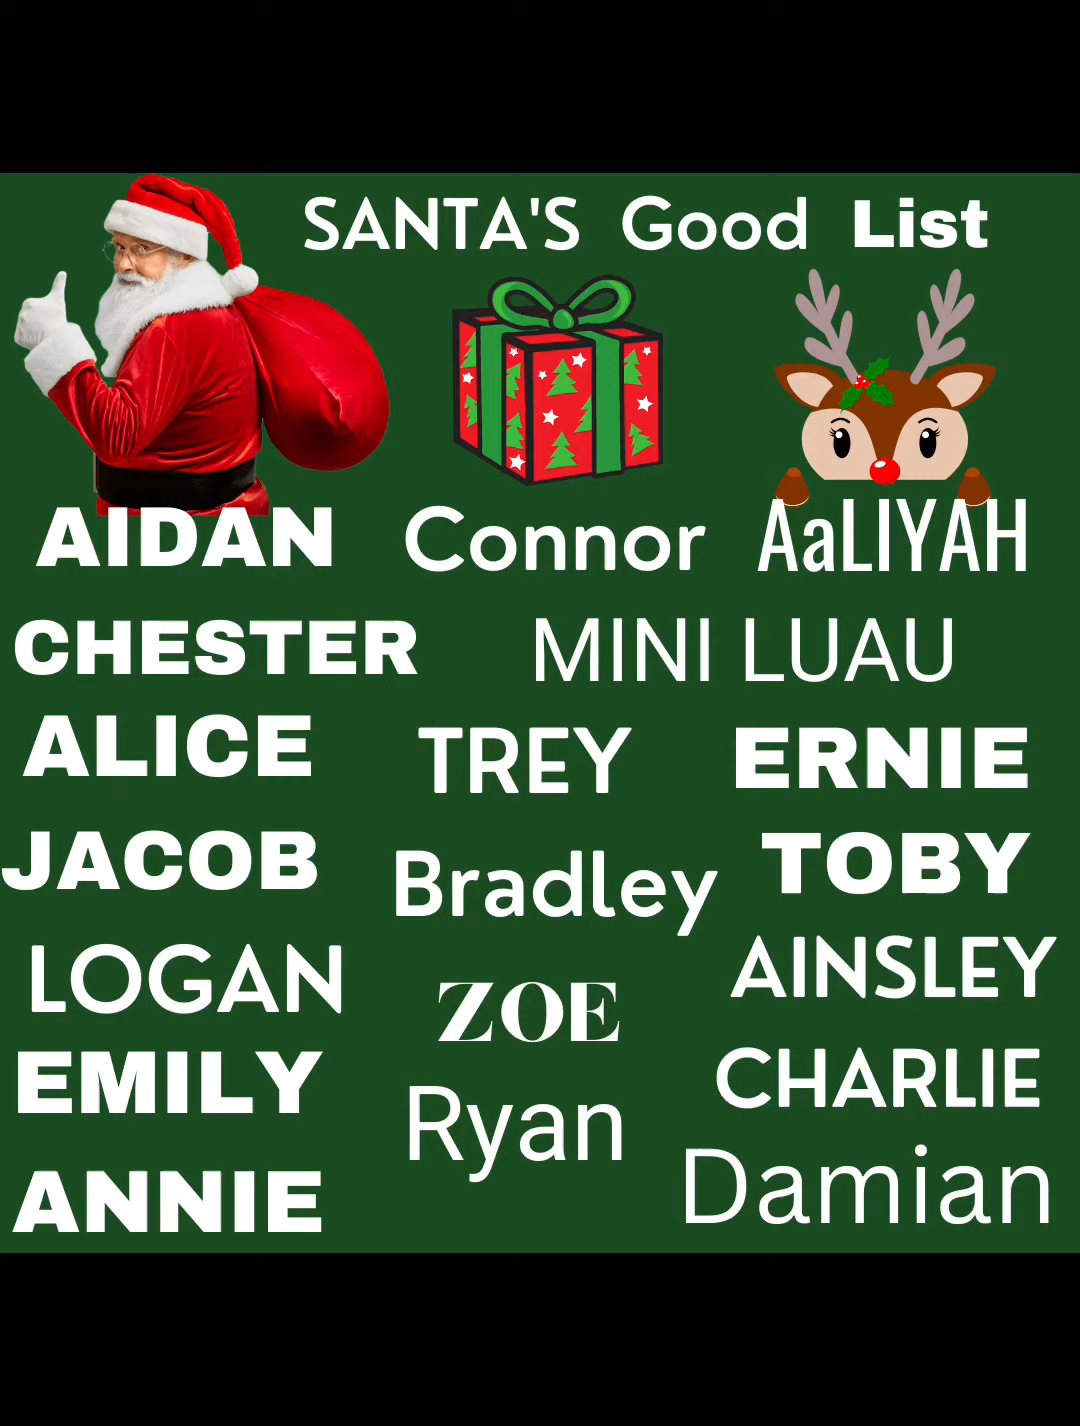 SANTA'S Good List
AIDAN Connor AaLIYAH
CHESTER MINI LUAU
ALICE TREY ERNIE
JACOB Bradley TOBY
LOGAN ZOE AINSLEY
EMILY Ryan CHARLIE
ANNIE Damian